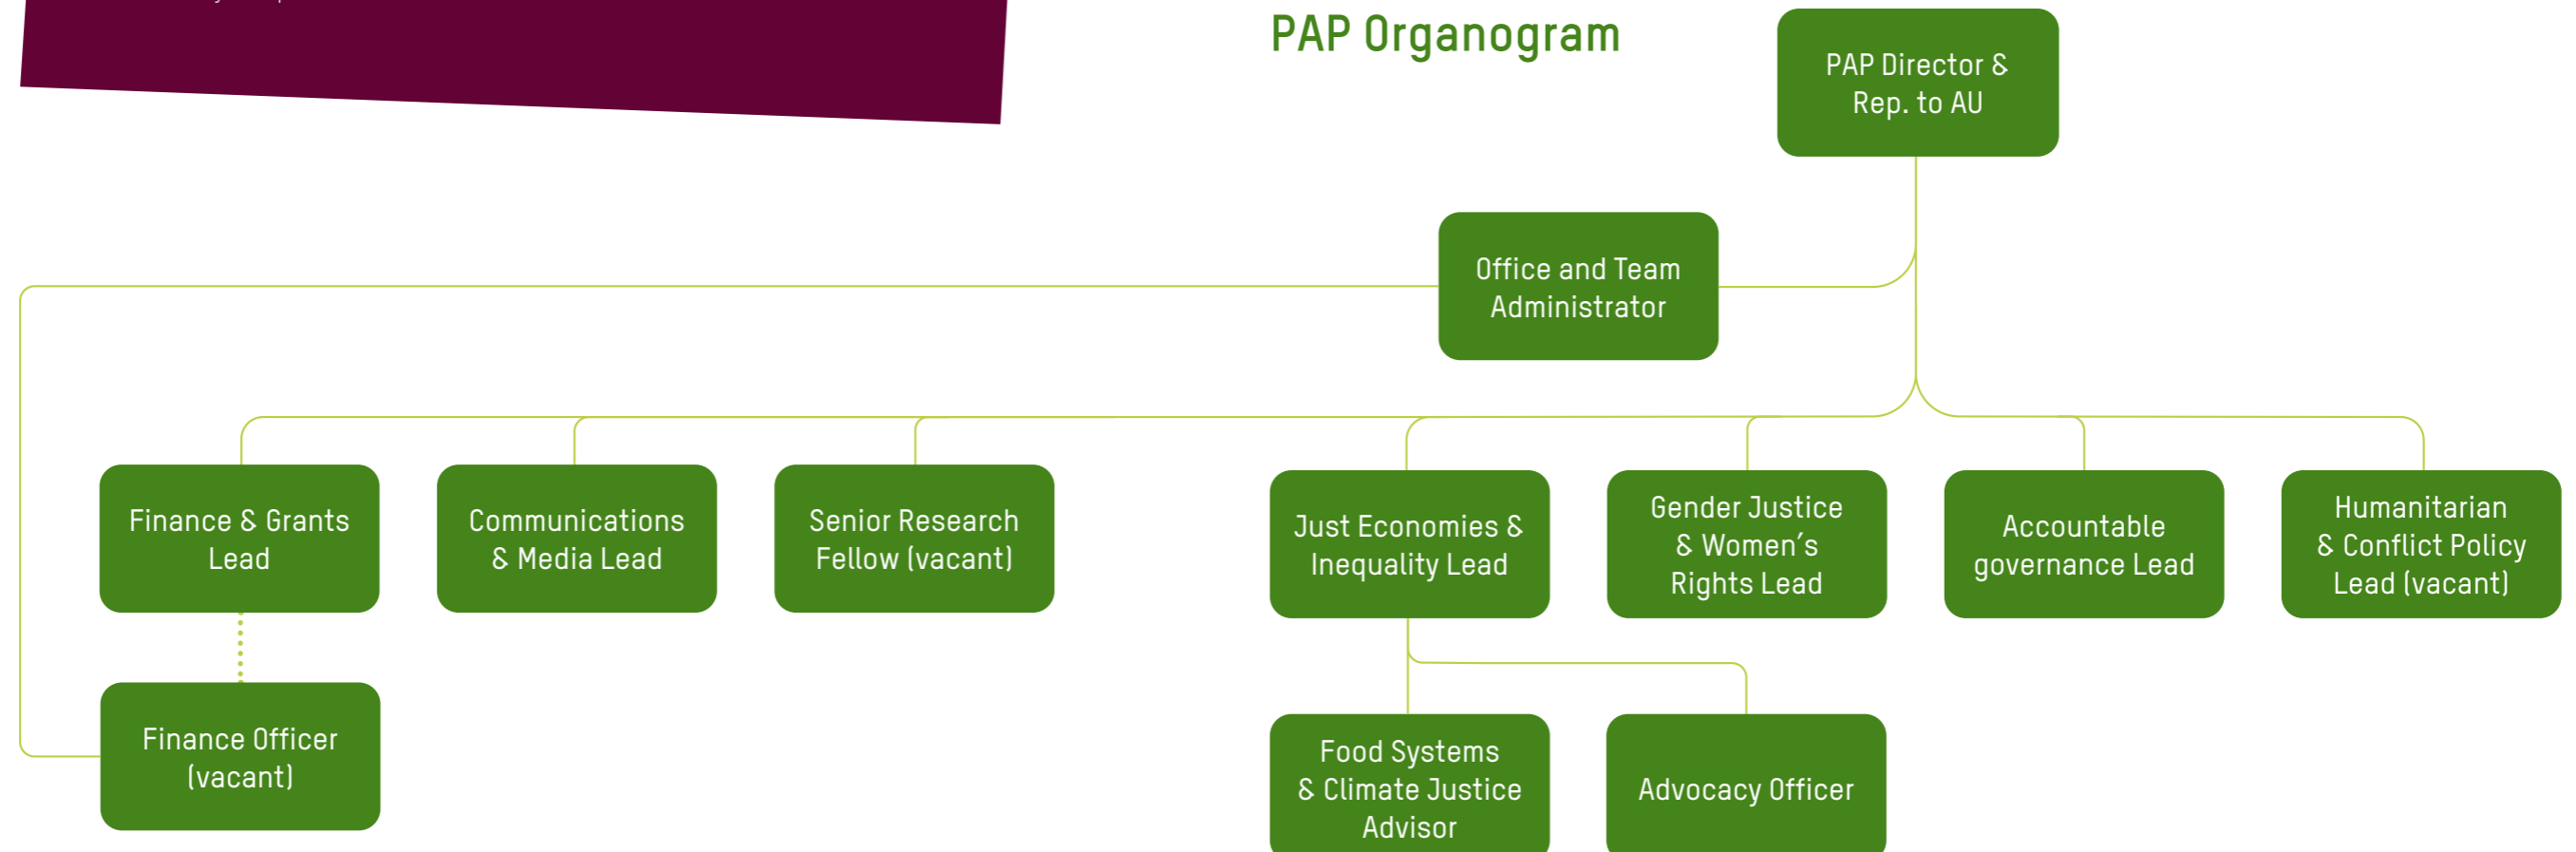 PAP Organogram
PAP Director &
Rep. to AU
Office and Team
Administrator
Finance & Grants
Lead
Communications
& Media Lead
Senior Research
Fellow (vacant)
Just Economies &
Inequality Lead
Gender Justice
& Women’s
Rights Lead
Accountable
governance Lead
Humanitarian
& Conflict Policy
Lead (vacant)
Finance Officer
(vacant)
Food Systems
& Climate Justice
Advisor
Advocacy Officer